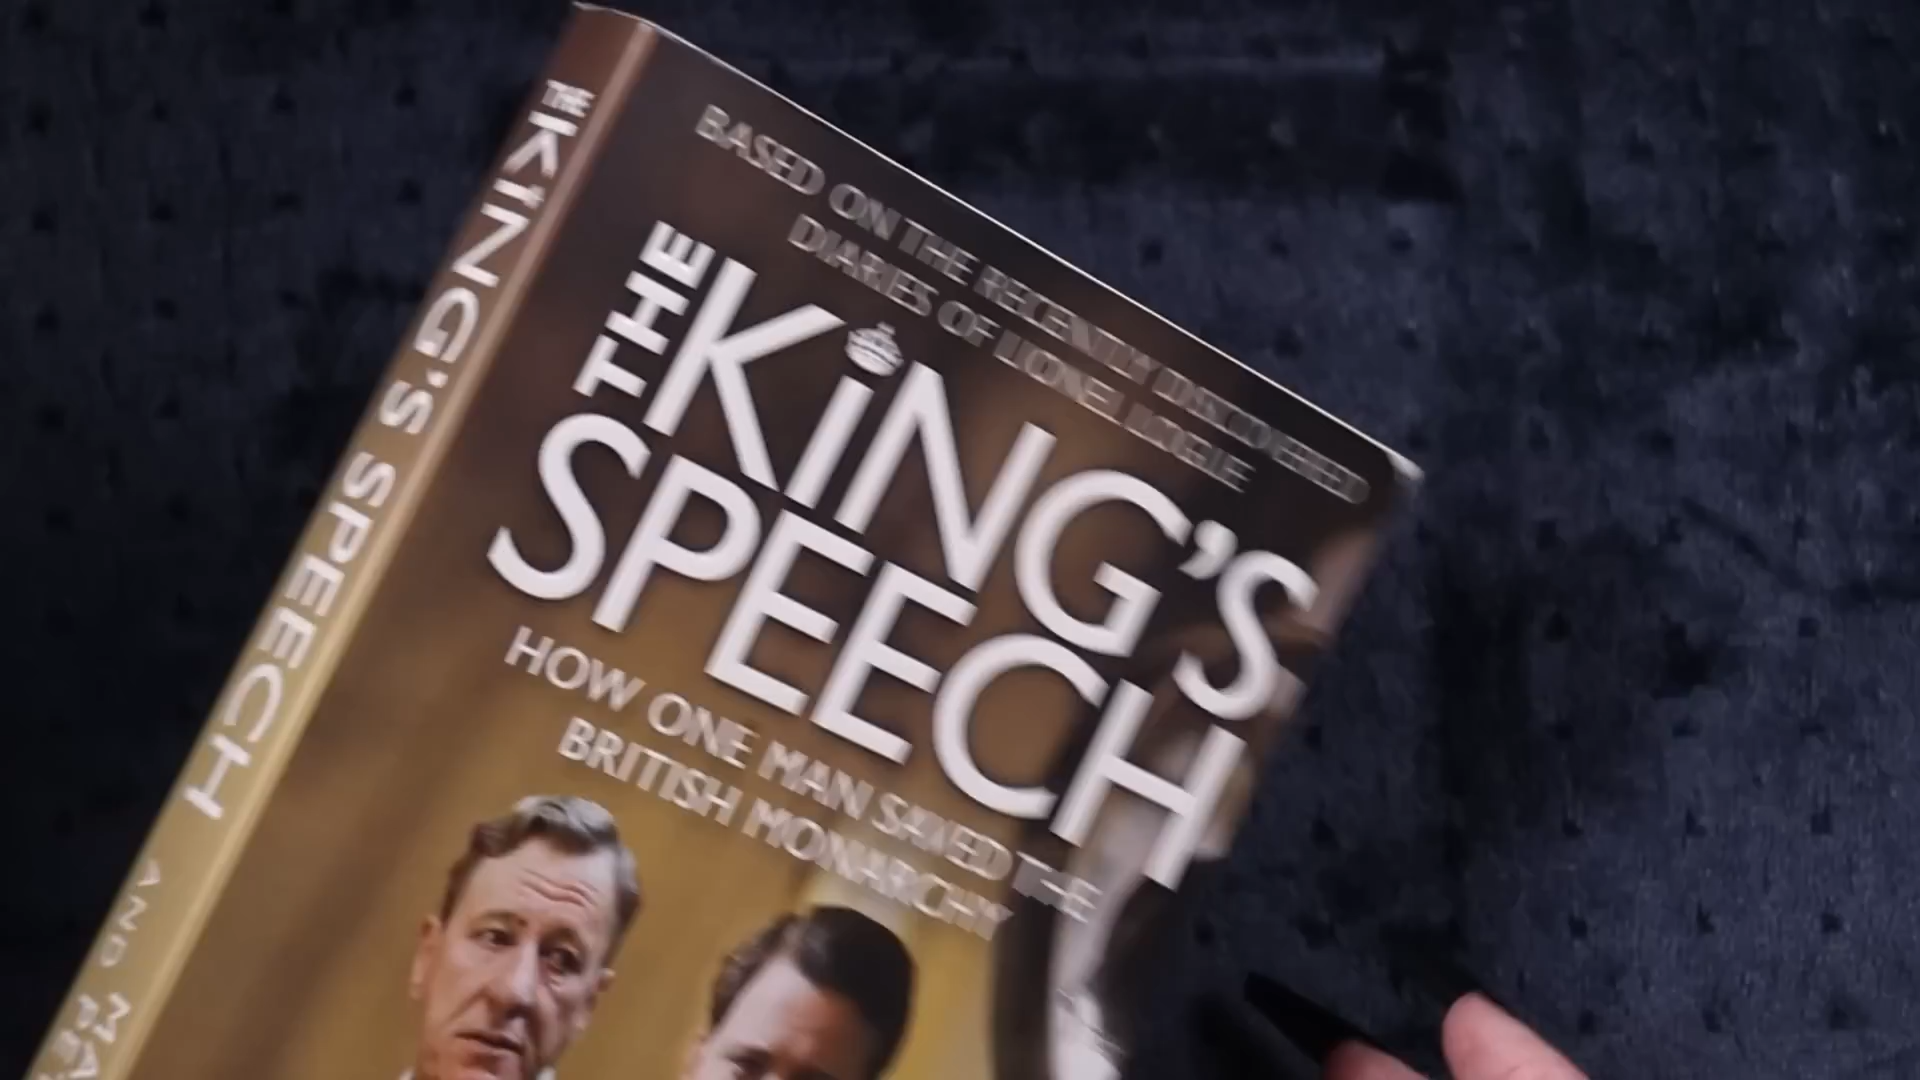 BASED ON THE RECENTLY DISCOVERED
DIARIES OF LIONEL LOGUE
THE
KING'S
SPEECH
HOW ONE MAN SAVED THE
BRITISH MONARCHY
THE KING'S SPEECH
AND